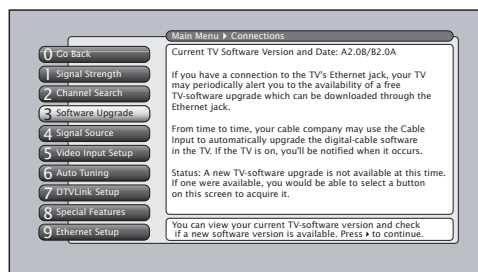 Main Menu ▸ Connections
0 Go Back
1 Signal Strength
2 Channel Search
3 Software Upgrade
4 Signal Source
5 Video Input Setup
6 Auto Tuning
7 DTVLink Setup
8 Special Features
9 Ethernet Setup
Current TV Software Version and Date: A2.0B/B2.0A
If you have a connection to the TV's Ethernet jack, your TV
may periodically alert you to the availability of a free
TV-software upgrade which can be downloaded through the
Ethernet jack.
From time to time, your cable company may use the Cable
Input to automatically upgrade the digital-cable software
in the TV. If the TV is on, you'll be notified when it occurs.
Status: A new TV-software upgrade is not available at this time.
If one were available, you would be able to select a button
on this screen to acquire it.
You can view your current TV-software version and check
if a new software version is available. Press ▸ to continue.